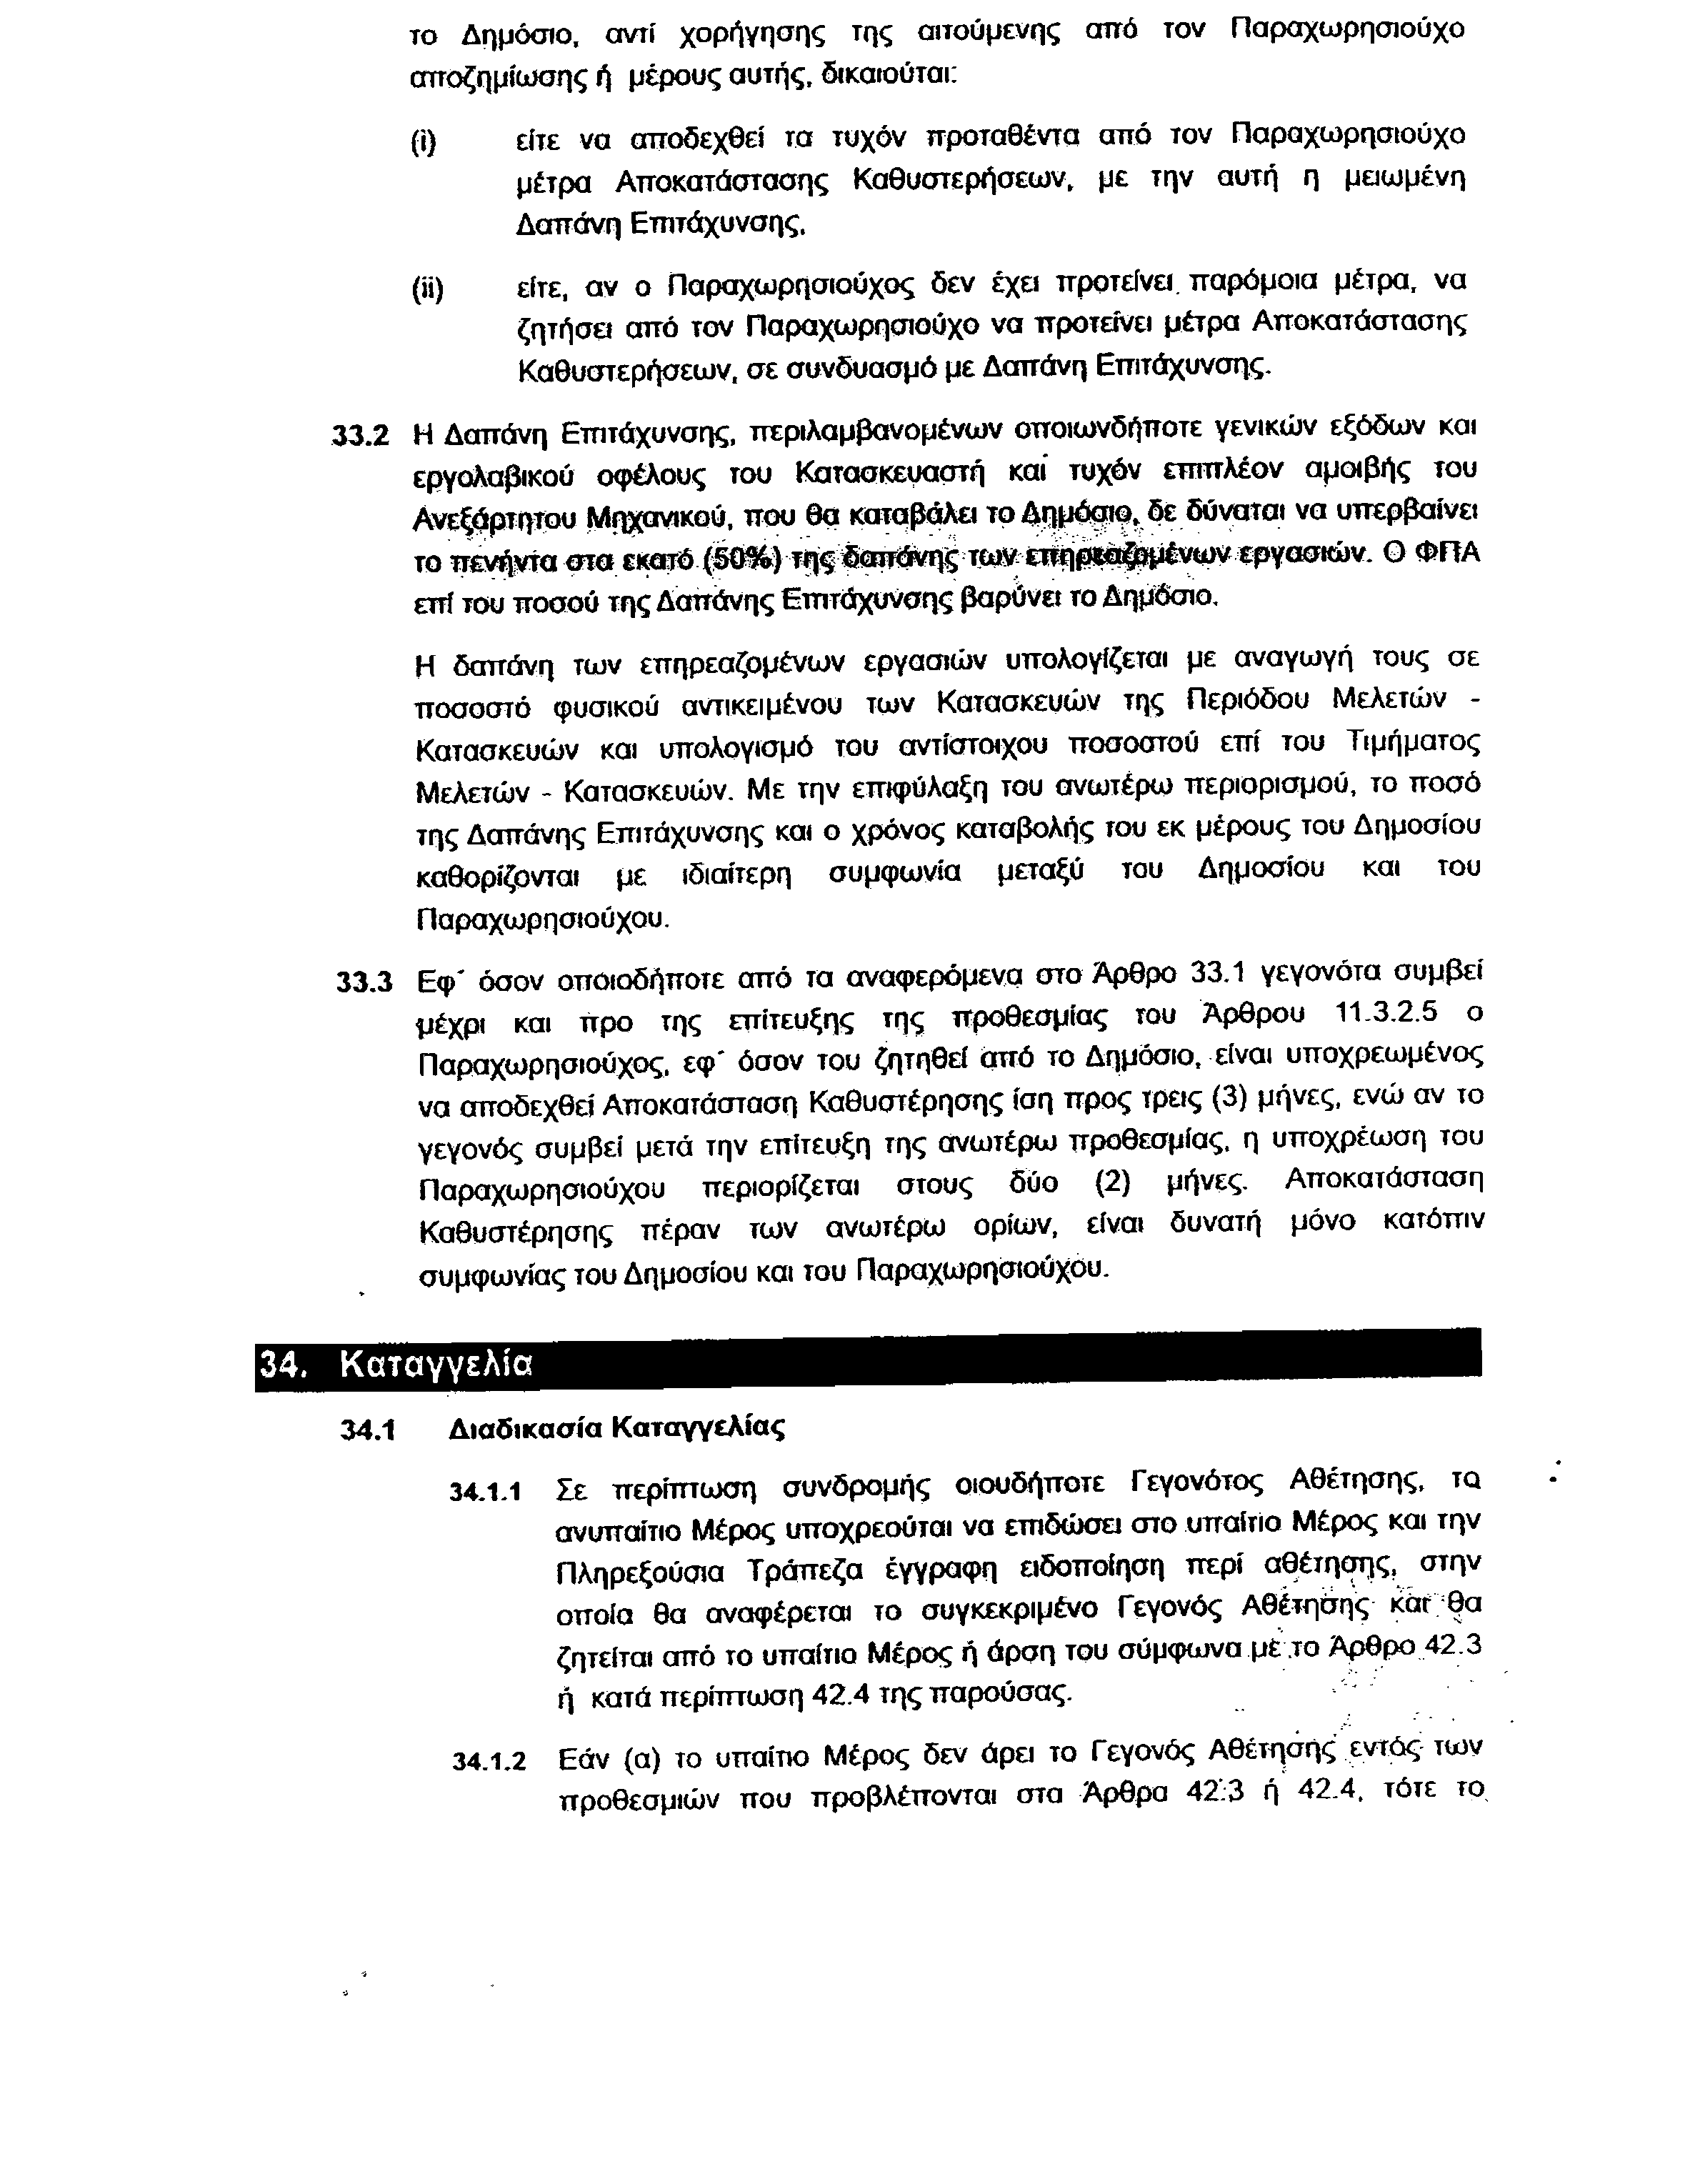 το Δημόσιο, αντί χορήγησης της αιτούμενης από τον Παραχωρησιούχο
αποζημίωσης ή μέρους αυτής, δικαιούται:
(i) είτε να αποδεχθεί τα τυχόν προταθέντα από τον Παραχωρησιούχο
μέτρα Αποκατάστασης Καθυστερήσεων, με την αυτή η μειωμένη
Δαπάνη Επιτάχυνσης,
(ii) είτε, αν ο Παραχωρησιούχος δεν έχει προτείνει παρόμοια μέτρα, να
ζητήσει από τον Παραχωρησιούχο να προτείνει μέτρα Αποκατάστασης
Καθυστερήσεων, σε συνδυασμό με Δαπάνη Επιτάχυνσης.
33.2 Η Δαπάνη Επιτάχυνσης, περιλαμβανομένων οποιωνδήποτε γενικών εξόδων και
εργολαβικού οφέλους του Κατασκευαστή και τυχόν επιπλέον αμοιβής του
Ανεξάρτητου Μηχανικού, που θα καταβάλει το Δημόσιο, δε δύναται να υπερβαίνει
το πενήντα στα εκατό (50%) της δαπάνης των επηρεαζομένων εργασιών. Ο ΦΠΑ
επί του ποσού της Δαπάνης Επιτάχυνσης βαρύνει το Δημόσιο.
Η δαπάνη των επηρεαζομένων εργασιών υπολογίζεται με αναγωγή τους σε
ποσοστό φυσικού αντικειμένου των Κατασκευών της Περιόδου Μελετών -
Κατασκευών και υπολογισμό του αντίστοιχου ποσοστού επί του Τιμήματος
Μελετών - Κατασκευών. Με την επιφύλαξη του ανωτέρω περιορισμού, το ποσό
της Δαπάνης Επιτάχυνσης και ο χρόνος καταβολής του εκ μέρους του Δημοσίου
καθορίζονται με ιδιαίτερη συμφωνία μεταξύ του Δημοσίου και του
Παραχωρησιούχου.
33.3 Εφ΄ όσον οποιοδήποτε από τα αναφερόμενα στο Άρθρο 33.1 γεγονότα συμβεί
μέχρι και προ της επίτευξης της προθεσμίας του Άρθρου 11.3.2.5 ο
Παραχωρησιούχος, εφ΄ όσον του ζητηθεί από το Δημόσιο, είναι υποχρεωμένος
να αποδεχθεί Αποκατάσταση Καθυστέρησης ίση προς τρεις (3) μήνες, ενώ αν το
γεγονός συμβεί μετά την επίτευξη της ανωτέρω προθεσμίας, η υποχρέωση του
Παραχωρησιούχου περιορίζεται στους δύο (2) μήνες. Αποκατάσταση
Καθυστέρησης πέραν των ανωτέρω ορίων, είναι δυνατή μόνο κατόπιν
συμφωνίας του Δημοσίου και του Παραχωρησιούχου.
34. Καταγγελία
34.1 Διαδικασία Καταγγελίας
34.1.1 Σε περίπτωση συνδρομής οιουδήποτε Γεγονότος Αθέτησης, το
ανυπαίτιο Μέρος υποχρεούται να επιδώσει στο υπαίτιο Μέρος και την
Πληρεξούσια Τράπεζα έγγραφη ειδοποίηση περί αθέτησης, στην
οποία θα αναφέρεται το συγκεκριμένο Γεγονός Αθέτησης και θα
ζητείται από το υπαίτιο Μέρος ή άρση του σύμφωνα με το Άρθρο 42.3
ή κατά περίπτωση 42.4 της παρούσας.
34.1.2 Εάν (α) το υπαίτιο Μέρος δεν άρει το Γεγονός Αθέτησης εντός των
προθεσμιών που προβλέπονται στα Άρθρα 42.3 ή 42.4, τότε το